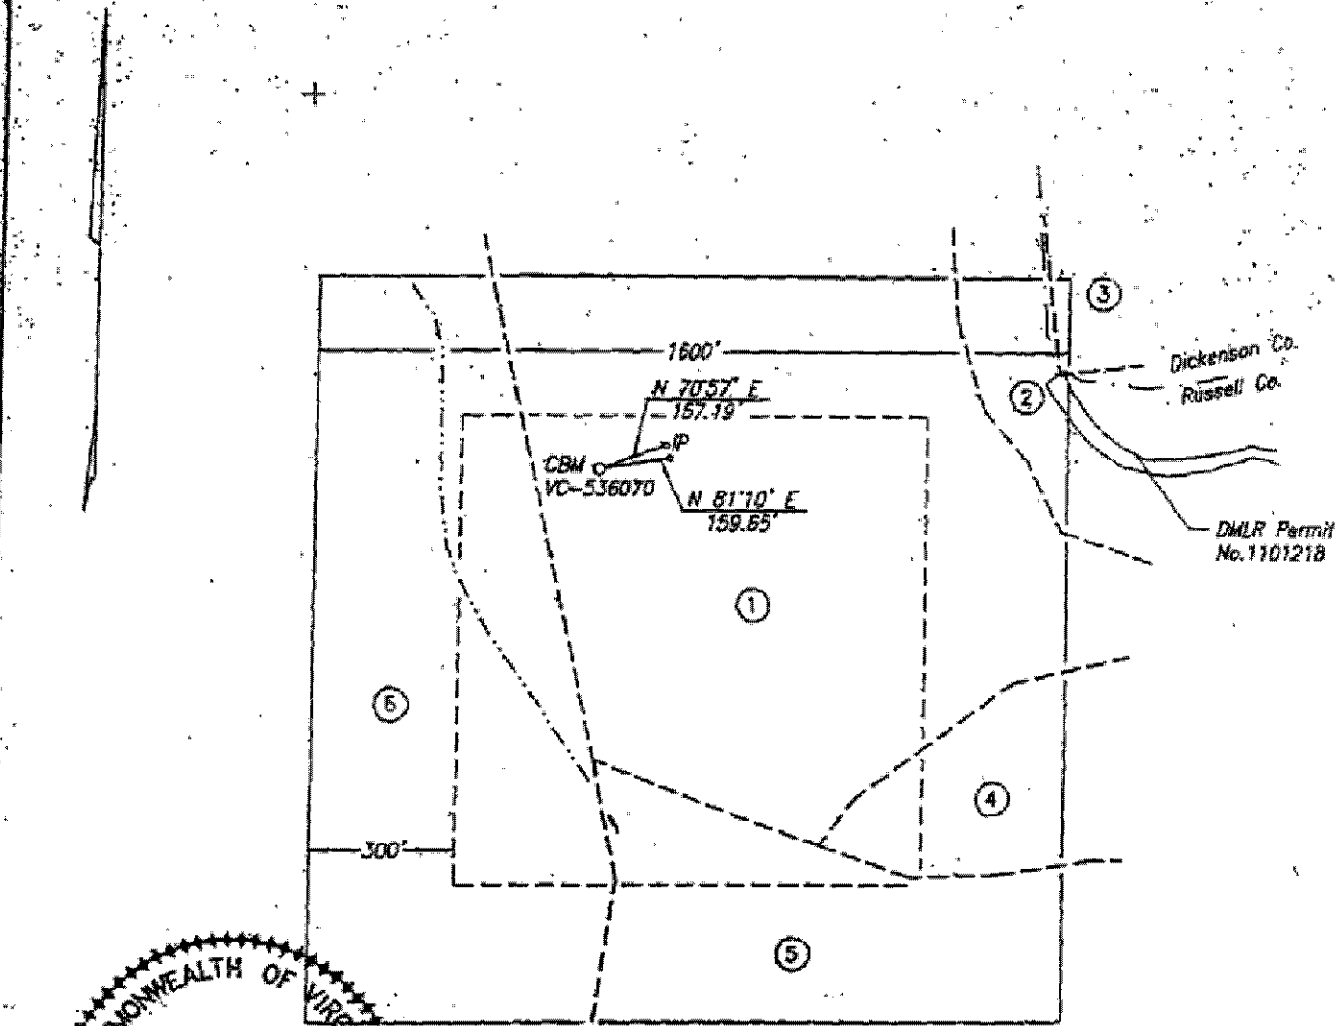 3
1600'
Dickenson Co.
Russell Co.
2
N 70°57' E
157.19'
IP
CBM
VC-536070
N 81°10' E
159.65'
DMLR Permit
No.1101218
1
6
4
300'
5
OF